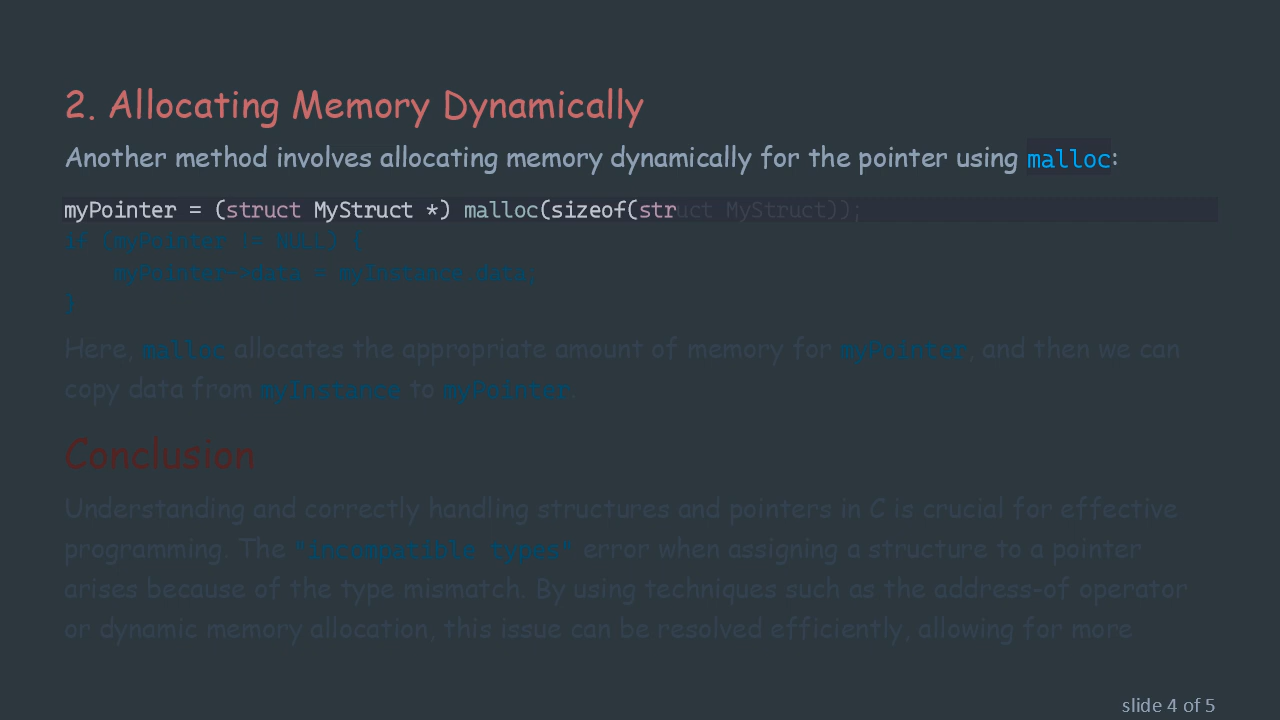 2. Allocating Memory Dynamically
Another method involves allocating memory dynamically for the pointer using malloc:
myPointer = (struct MyStruct *) malloc(sizeof(struct MyStruct));
if (myPointer != NULL) {
    myPointer->data = myInstance.data;
}
Here, malloc allocates the appropriate amount of memory for myPointer, and then we can
copy data from myInstance to myPointer.
Conclusion
Understanding and correctly handling structures and pointers in C is crucial for effective
programming. The "incompatible types" error when assigning a structure to a pointer
arises because of the type mismatch. By using techniques such as the address-of operator
or dynamic memory allocation, this issue can be resolved efficiently, allowing for more
slide 4 of 5